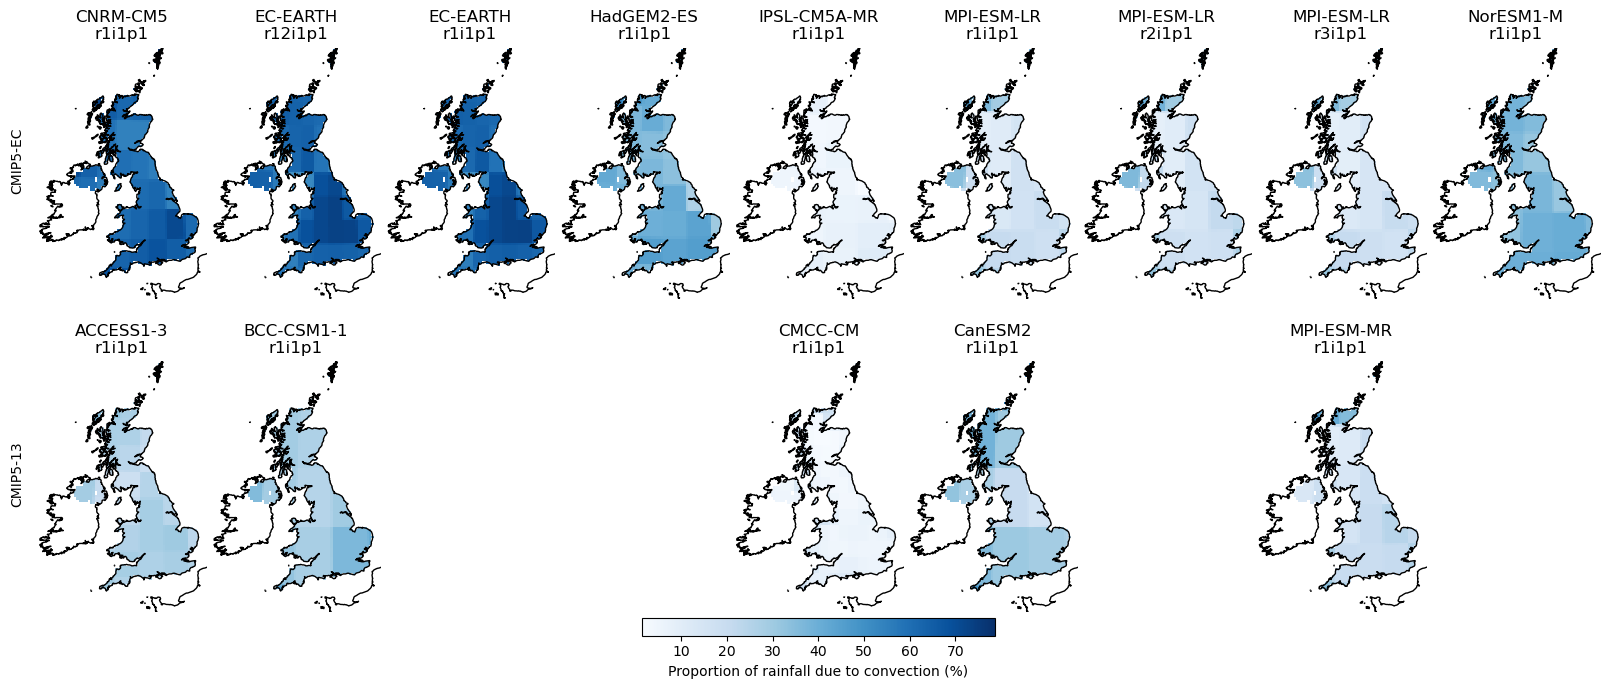 CNRM-CM5
r1i1p1
EC-EARTH
r12i1p1
EC-EARTH
r1i1p1
HadGEM2-ES
r1i1p1
IPSL-CM5A-MR
r1i1p1
MPI-ESM-LR
r1i1p1
MPI-ESM-LR
r2i1p1
MPI-ESM-LR
r3i1p1
NorESM1-M
r1i1p1
CMIP5-EC
ACCESS1-3
r1i1p1
BCC-CSM1-1
r1i1p1
CMCC-CM
r1i1p1
CanESM2
r1i1p1
MPI-ESM-MR
r1i1p1
CMIP5-13
10 20 30 40 50 60 70
Proportion of rainfall due to convection (%)